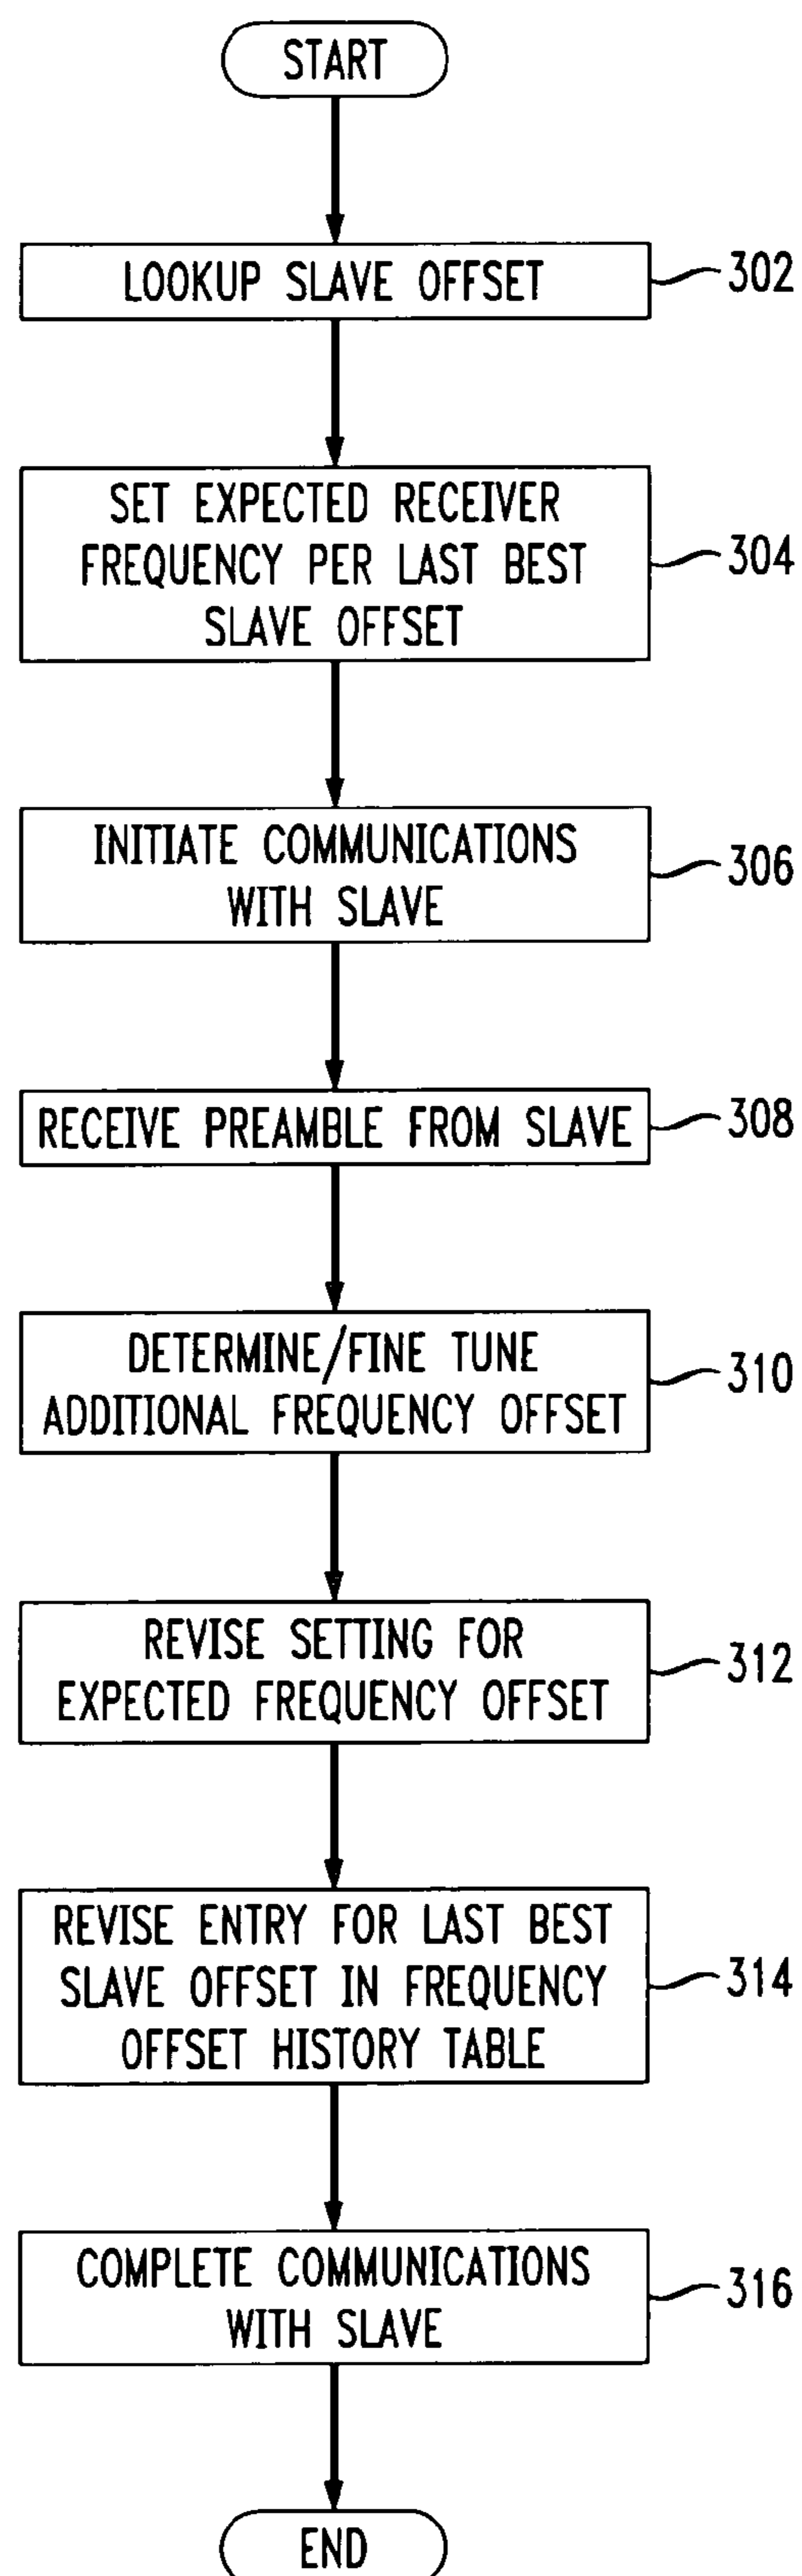 START
LOOKUP SLAVE OFFSET
302
SET EXPECTED RECEIVER
FREQUENCY PER LAST BEST
SLAVE OFFSET
304
INITIATE COMMUNICATIONS
WITH SLAVE
306
RECEIVE PREAMBLE FROM SLAVE
308
DETERMINE/FINE TUNE
ADDITIONAL FREQUENCY OFFSET
310
REVISE SETTING FOR
EXPECTED FREQUENCY OFFSET
312
REVISE ENTRY FOR LAST BEST
SLAVE OFFSET IN FREQUENCY
OFFSET HISTORY TABLE
314
COMPLETE COMMUNICATIONS
WITH SLAVE
316
END